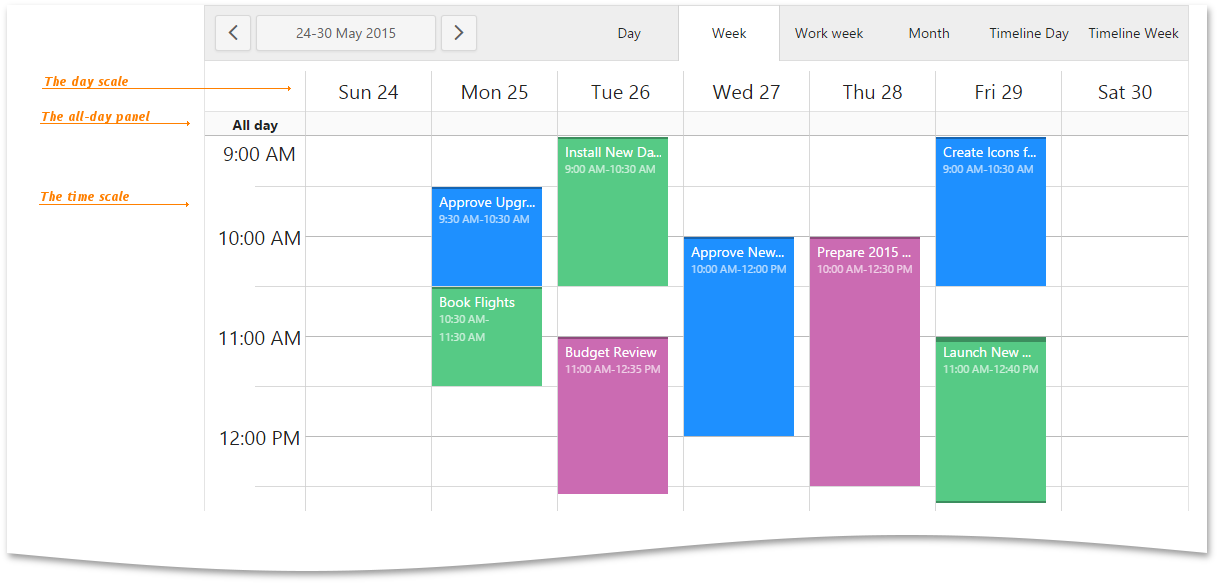 24-30 May 2015
Day
Week
Work week
Month
Timeline Day
Timeline Week
The day scale
Sun 24
Mon 25
Tue 26
Wed 27
Thu 28
Fri 29
Sat 30
The all-day panel
All day
9:00 AM
Install New Da...
9:00 AM-10:30 AM
Create Icons f...
9:00 AM-10:30 AM
The time scale
Approve Upgr...
9:30 AM-10:30 AM
10:00 AM
Approve New...
10:00 AM-12:00 PM
Prepare 2015 ...
10:00 AM-12:30 PM
Book Flights
10:30 AM-
11:30 AM
11:00 AM
Budget Review
11:00 AM-12:35 PM
Launch New ...
11:00 AM-12:40 PM
12:00 PM